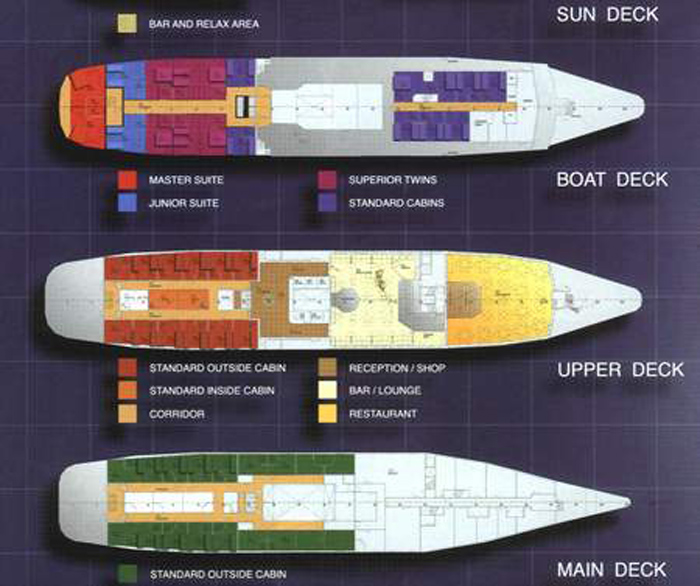 SUN DECK
BAR AND RELAX AREA
BOAT DECK
MASTER SUITE
SUPERIOR TWINS
JUNIOR SUITE
STANDARD CABINS
UPPER DECK
STANDARD OUTSIDE CABIN
RECEPTION / SHOP
STANDARD INSIDE CABIN
BAR / LOUNGE
CORRIDOR
RESTAURANT
MAIN DECK
STANDARD OUTSIDE CABIN